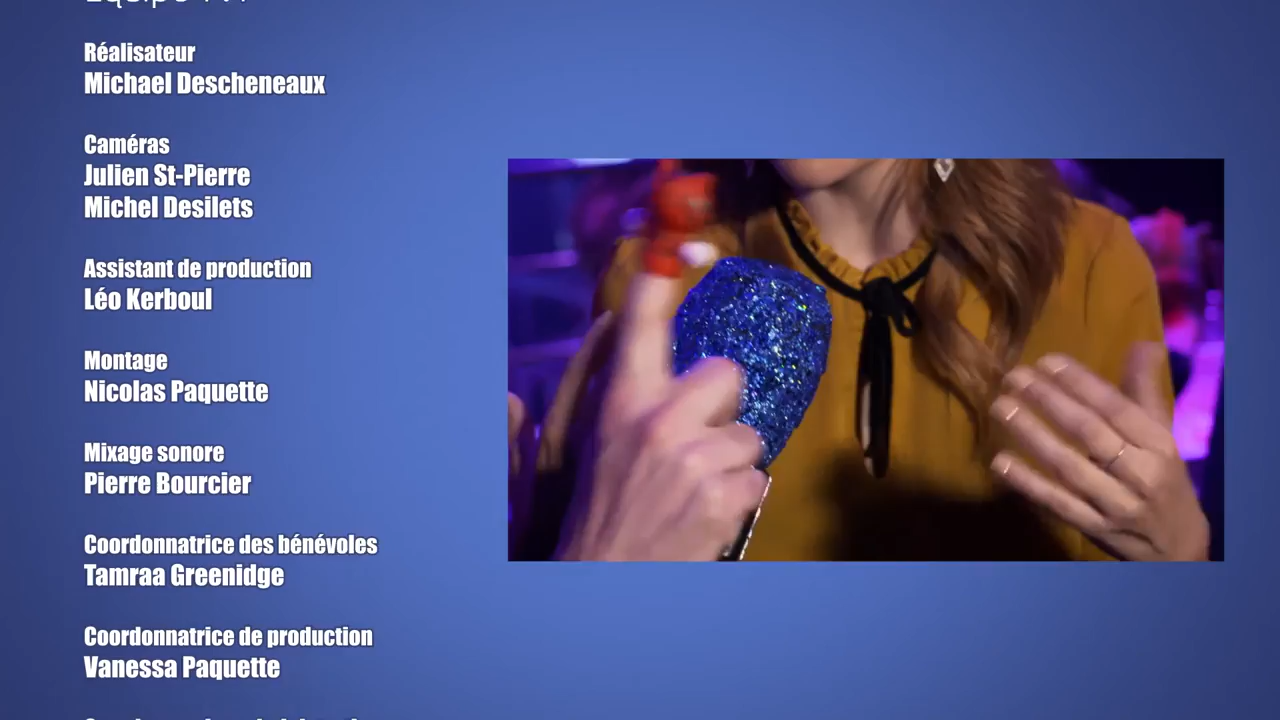 Réalisateur
Michael Descheneaux
Caméras
Julien St-Pierre
Michel Desilets
Assistant de production
Léo Kerboul
Montage
Nicolas Paquette
Mixage sonore
Pierre Bourcier
Coordonnatrice des bénévoles
Tamraa Greenidge
Coordonnatrice de production
Vanessa Paquette